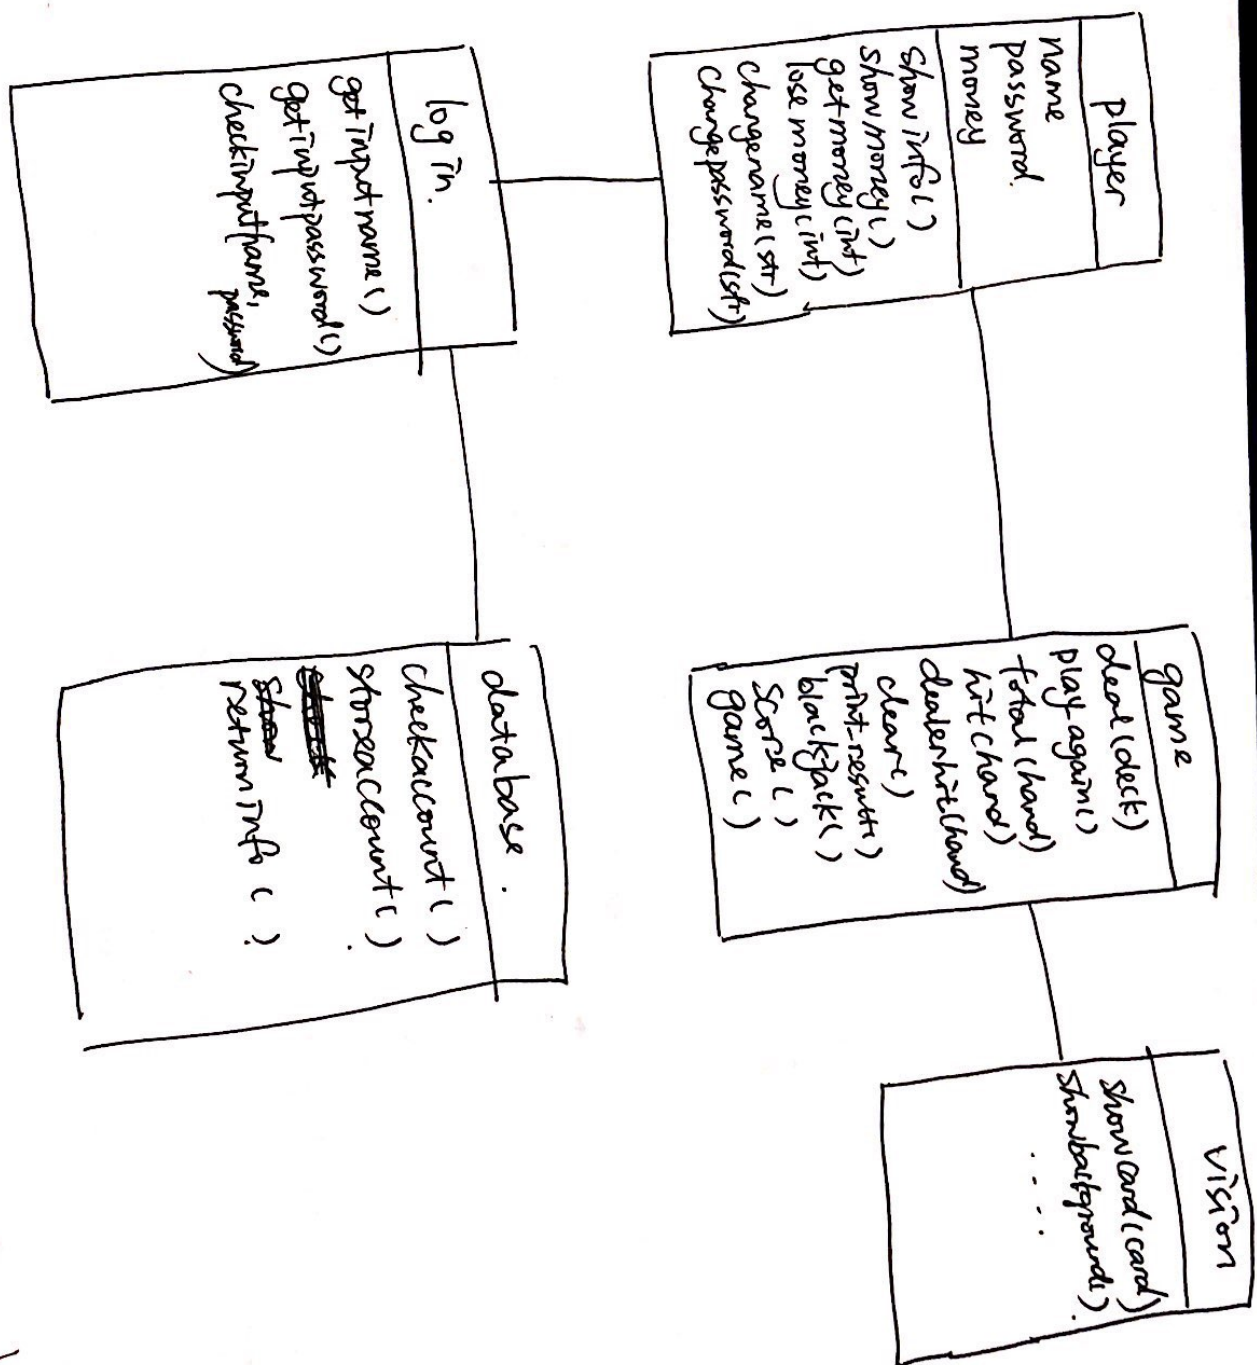 player
name
password.
money
showinfo()
showmoney()
getmoney(int)
losemoney(int)
changename(str)
changepassword(str)
game
deal(deck)
playagain()
total(hand)
hit(hand)
dealerhit(hand)
clear()
print_result()
blackjack()
score()
game()
vision
showcard(card)
showbackground().
. . . .
log in.
getinputname()
getinputpassword()
checkinput(name,
password)
database.
checkaccount()
storeaccount().
show
returninfo()